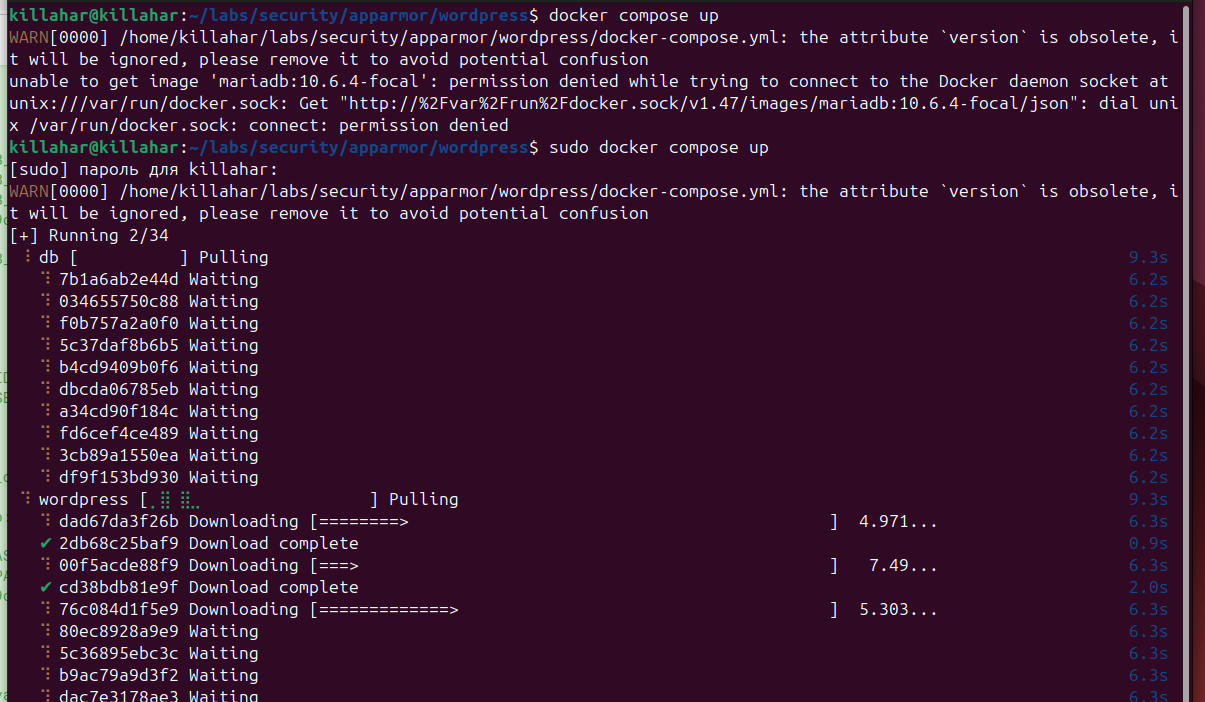 killahar@killahar:~/labs/security/apparmor/wordpress$ docker compose up
WARN[0000] /home/killahar/labs/security/apparmor/wordpress/docker-compose.yml: the attribute `version` is obsolete, i
t will be ignored, please remove it to avoid potential confusion
unable to get image 'mariadb:10.6.4-focal': permission denied while trying to connect to the Docker daemon socket at
unix:///var/run/docker.sock: Get "http://%2Fvar%2Frun%2Fdocker.sock/v1.47/images/mariadb:10.6.4-focal/json": dial uni
x /var/run/docker.sock: connect: permission denied
killahar@killahar:~/labs/security/apparmor/wordpress$ sudo docker compose up
[sudo] пароль для killahar:
WARN[0000] /home/killahar/labs/security/apparmor/wordpress/docker-compose.yml: the attribute `version` is obsolete, i
t will be ignored, please remove it to avoid potential confusion
[+] Running 2/34
⠸ db [          ] Pulling 9.3s
⠹ 7b1a6ab2e44d Waiting 6.2s
⠹ 034655750c88 Waiting 6.2s
⠹ f0b757a2a0f0 Waiting 6.2s
⠹ 5c37daf8b6b5 Waiting 6.2s
⠹ b4cd9409b0f6 Waiting 6.2s
⠹ dbcda06785eb Waiting 6.2s
⠹ a34cd90f184c Waiting 6.2s
⠹ fd6cef4ce489 Waiting 6.2s
⠹ 3cb89a1550ea Waiting 6.2s
⠹ df9f153bd930 Waiting 6.2s
⠹ wordpress [⢀⣿ ⣿⣀                 ] Pulling 9.3s
⠹ dad67da3f26b Downloading [========>                                          ]  4.971... 6.3s
✔ 2db68c25baf9 Download complete 0.9s
⠹ 00f5acde88f9 Downloading [===>                                               ]   7.49... 6.3s
✔ cd38bdb81e9f Download complete 2.0s
⠹ 76c084d1f5e9 Downloading [=============>                                     ]  5.303... 6.3s
⠹ 80ec8928a9e9 Waiting 6.3s
⠹ 5c36895ebc3c Waiting 6.3s
⠹ b9ac79a9d3f2 Waiting 6.3s
⠹ dac7e3178ae3 Waiting 6.3s